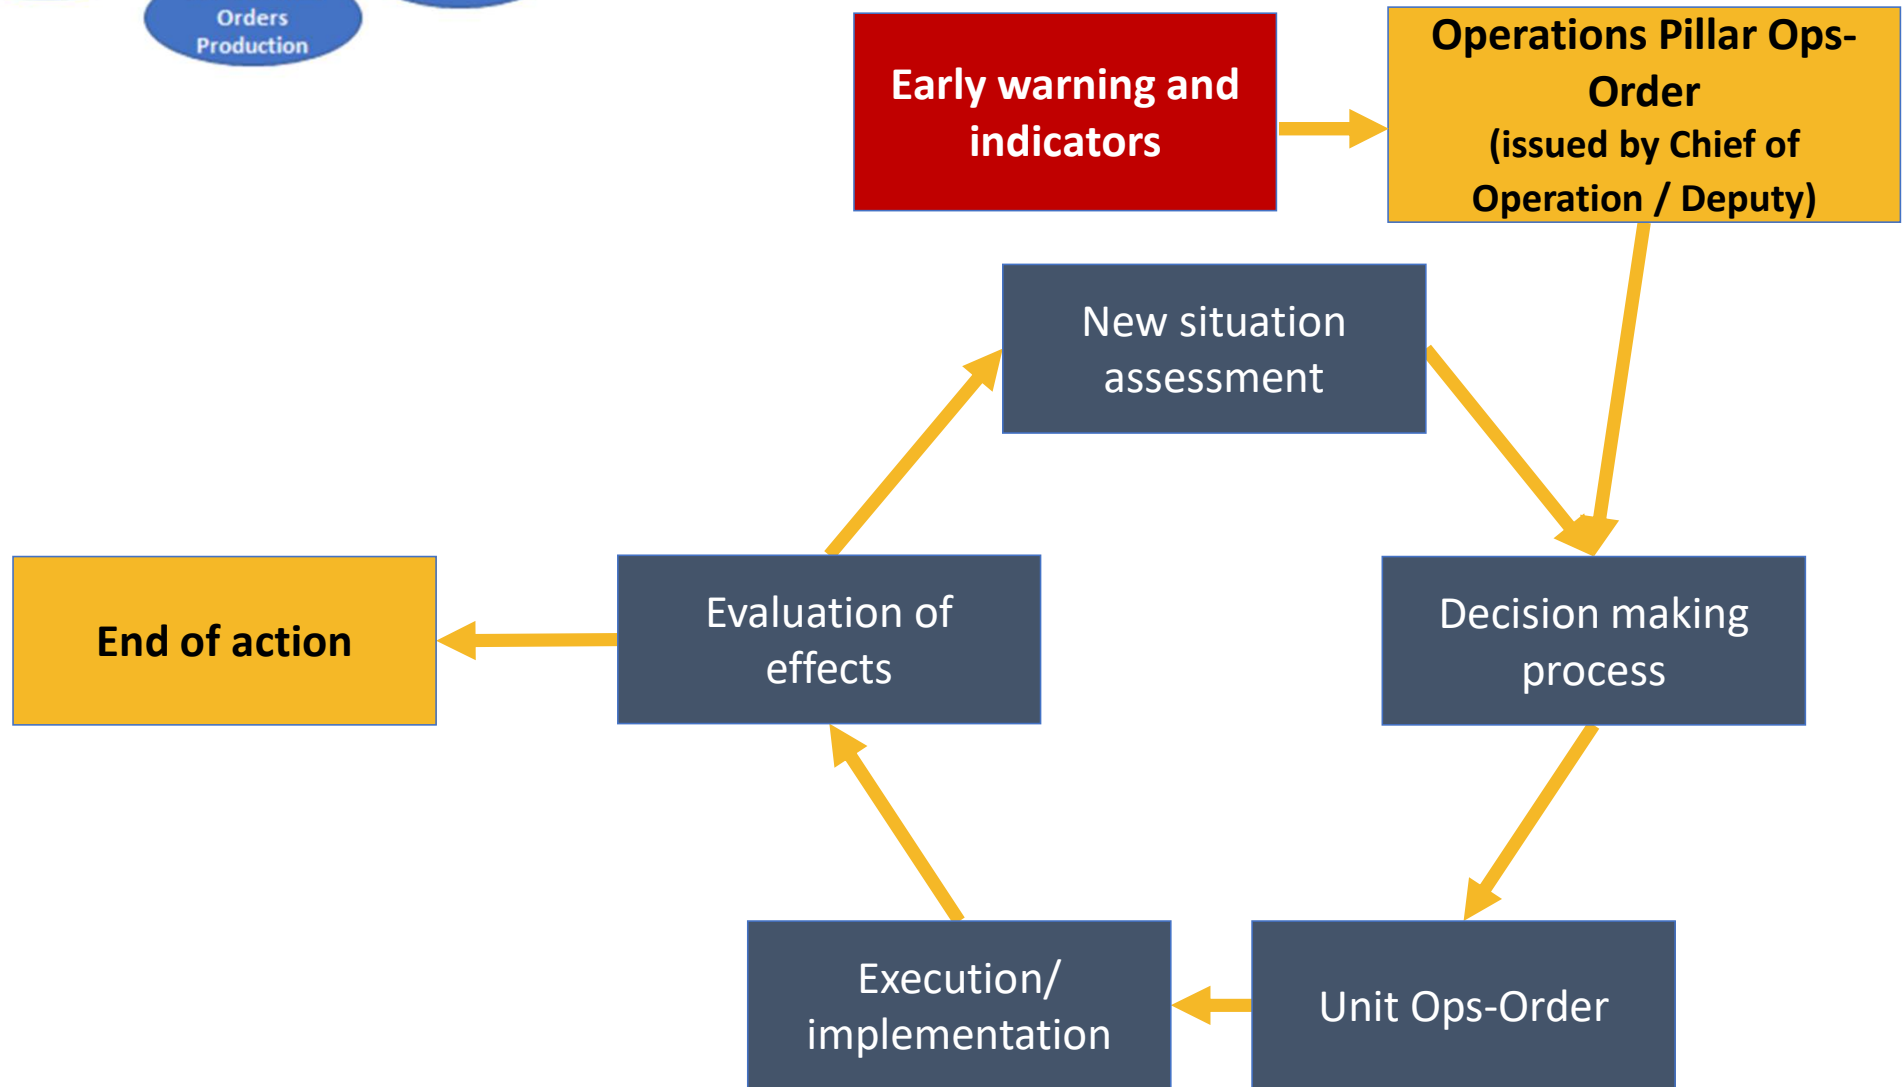 Orders
Production
Early warning and
indicators
Operations Pillar Ops-
Order
(issued by Chief of
Operation / Deputy)
New situation
assessment
End of action
Evaluation of
effects
Decision making
process
Execution/
implementation
Unit Ops-Order